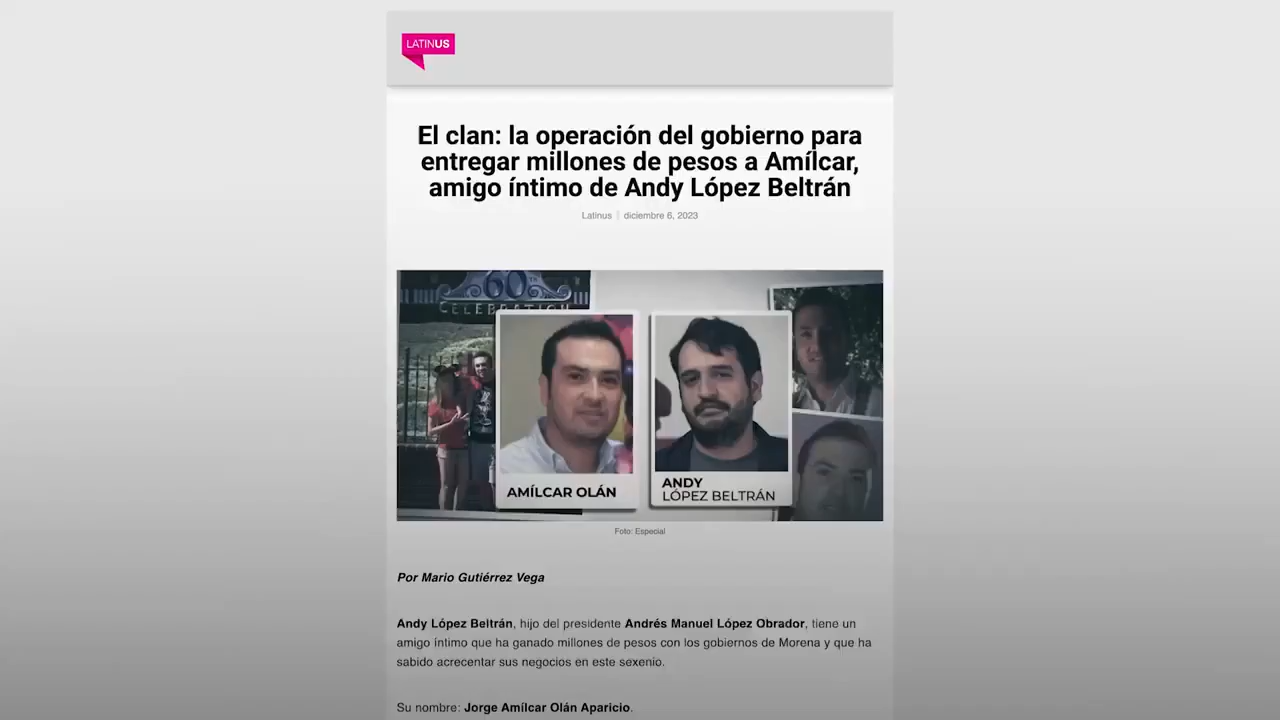 LATINUS
El clan: la operación del gobierno para
entregar millones de pesos a Amílcar,
amigo íntimo de Andy López Beltrán
Latinus | diciembre 6, 2023
60TH
CELEBRATION
AMÍLCAR OLÁN
ANDY
LÓPEZ BELTRÁN
Foto: Especial
Por Mario Gutiérrez Vega
Andy López Beltrán, hijo del presidente Andrés Manuel López Obrador, tiene un
amigo íntimo que ha ganado millones de pesos con los gobiernos de Morena y que ha
sabido acrecentar sus negocios en este sexenio.
Su nombre: Jorge Amílcar Olán Aparicio.